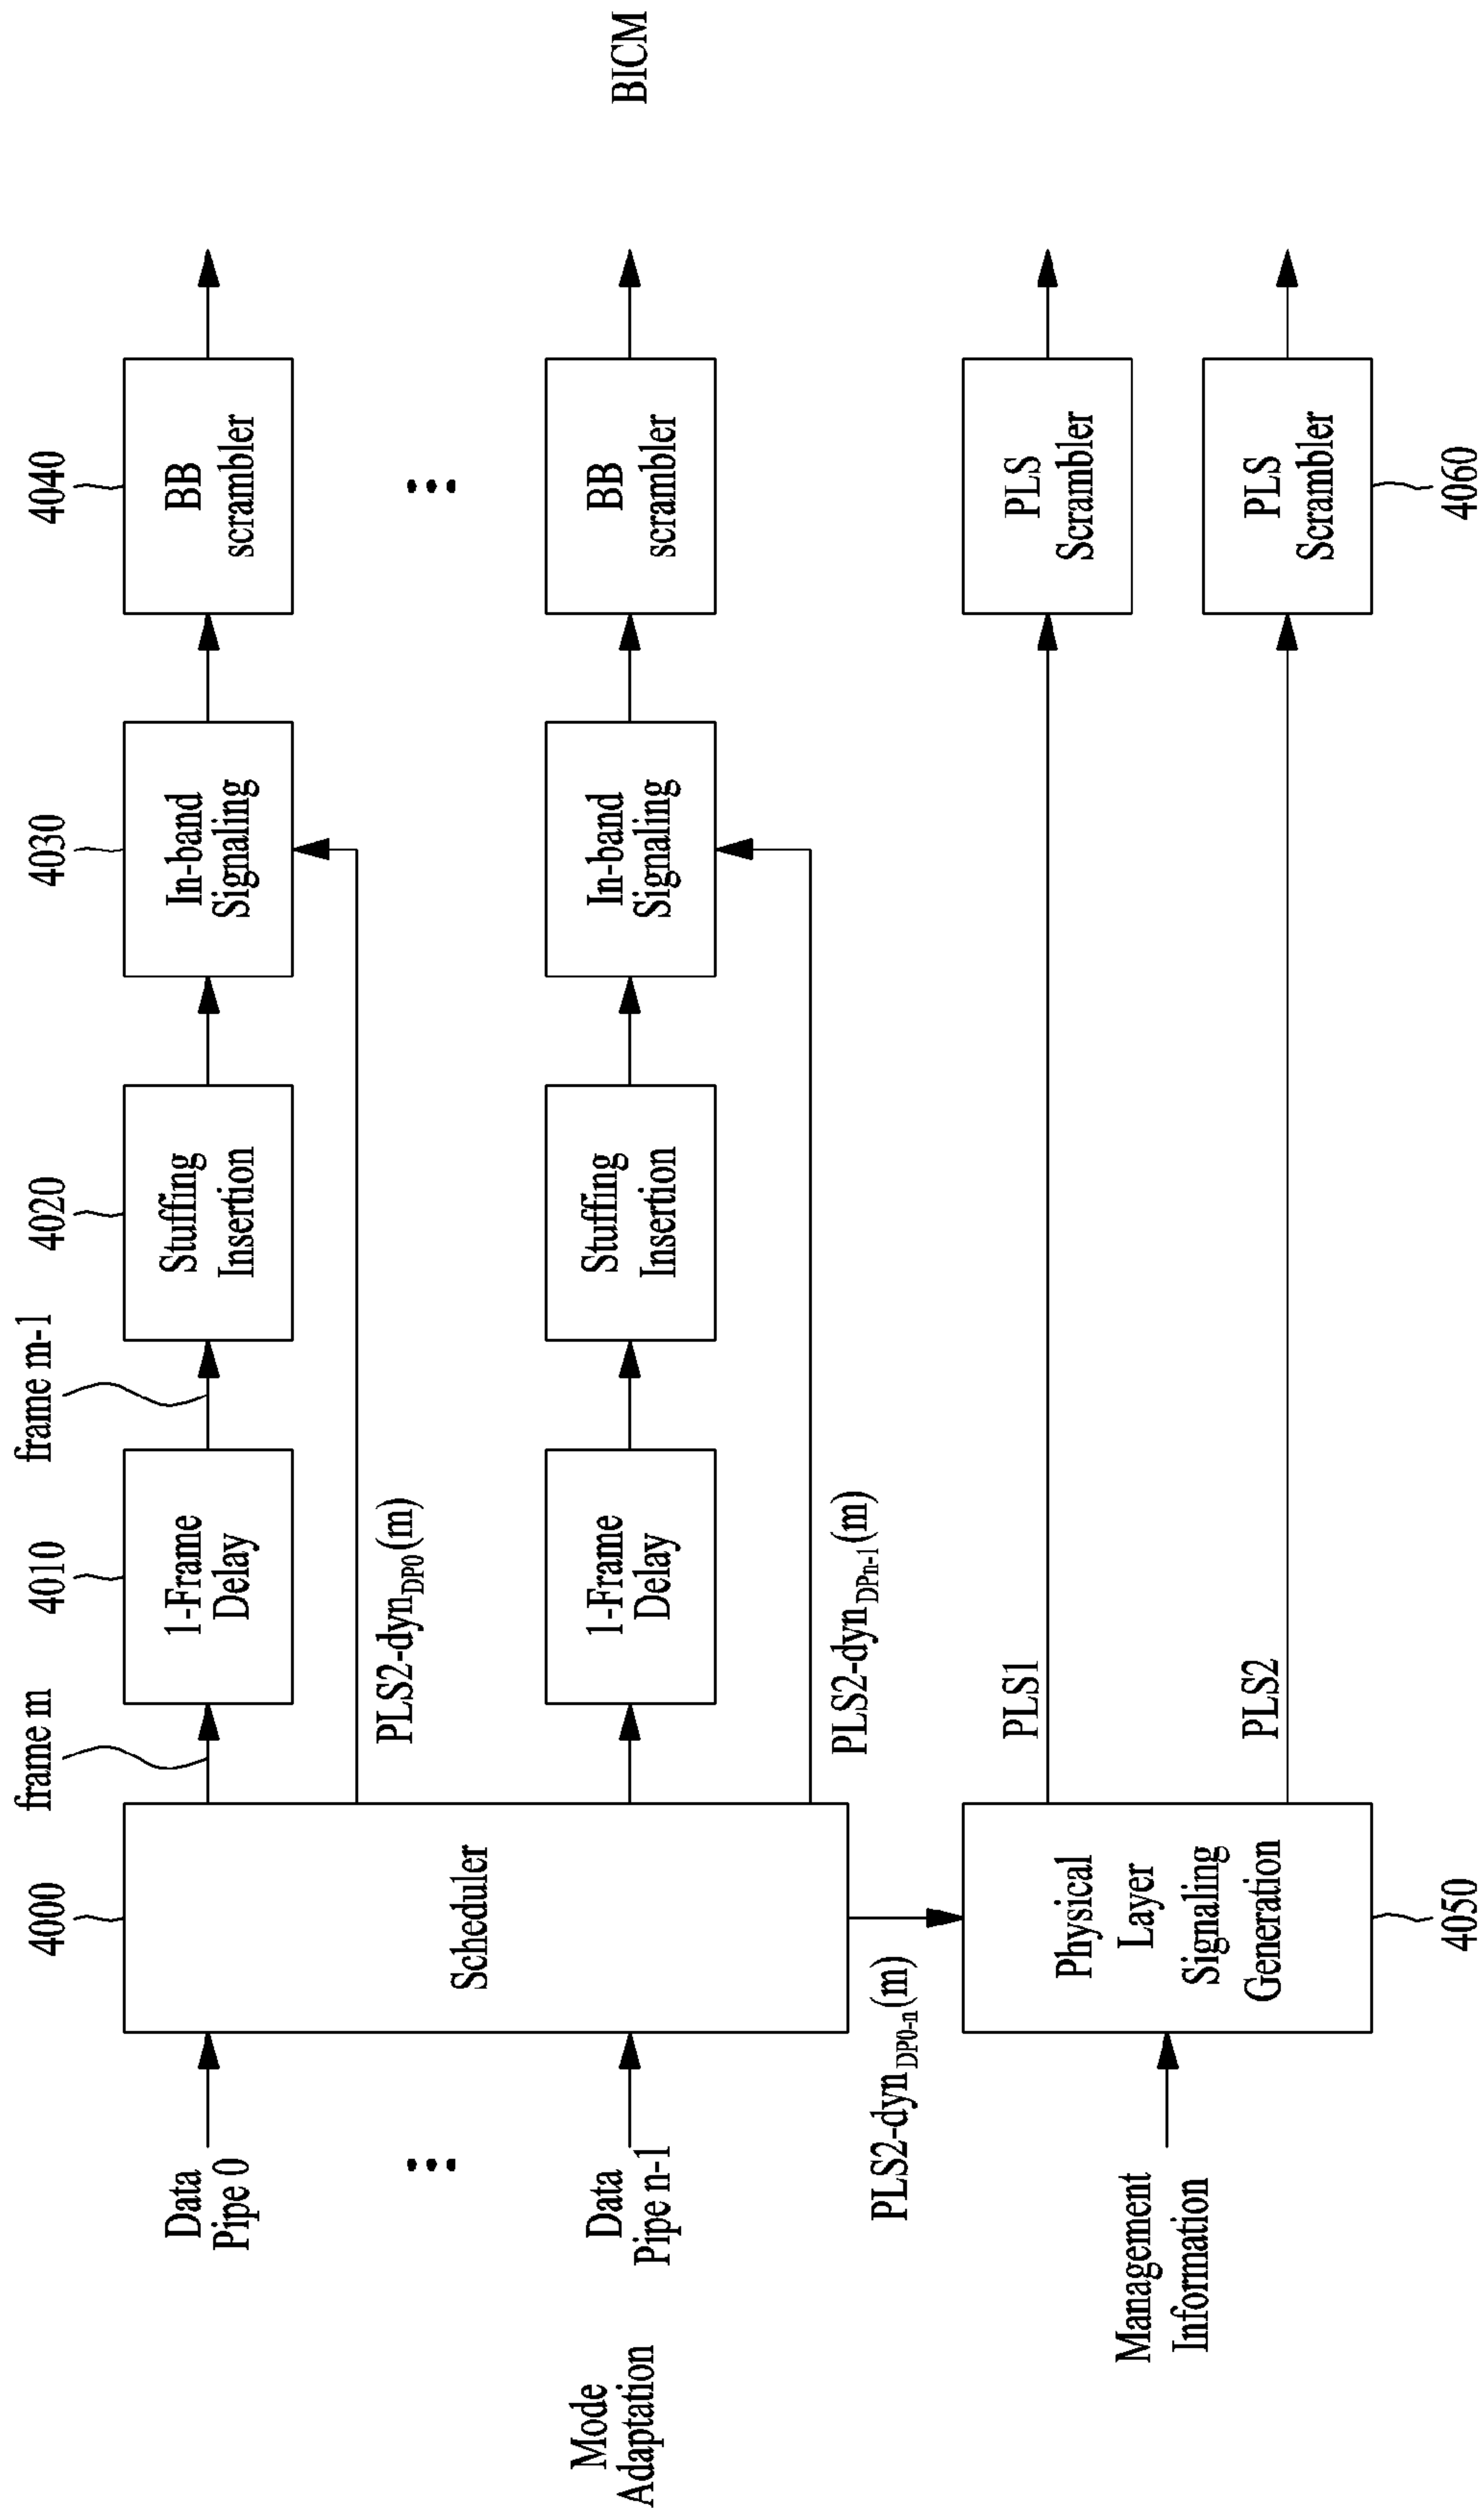 frame m
frame m-1
4000
4010
4020
4030
4040
Data
Pipe 0
Scheduler
1-Frame
Delay
Stuffing
Insertion
In-band
Signaling
BB
scrambler
PLS2-dynDP0(m)
Mode
Adaptation
Data
Pipe n-1
1-Frame
Delay
Stuffing
Insertion
In-band
Signaling
BB
scrambler
BICM
PLS2-dynDPn-1(m)
PLS2-dynDP0-n(m)
Management
Information
Physical
Layer
Signaling
Generation
PLS1
PLS
Scrambler
PLS2
PLS
Scrambler
4050
4060